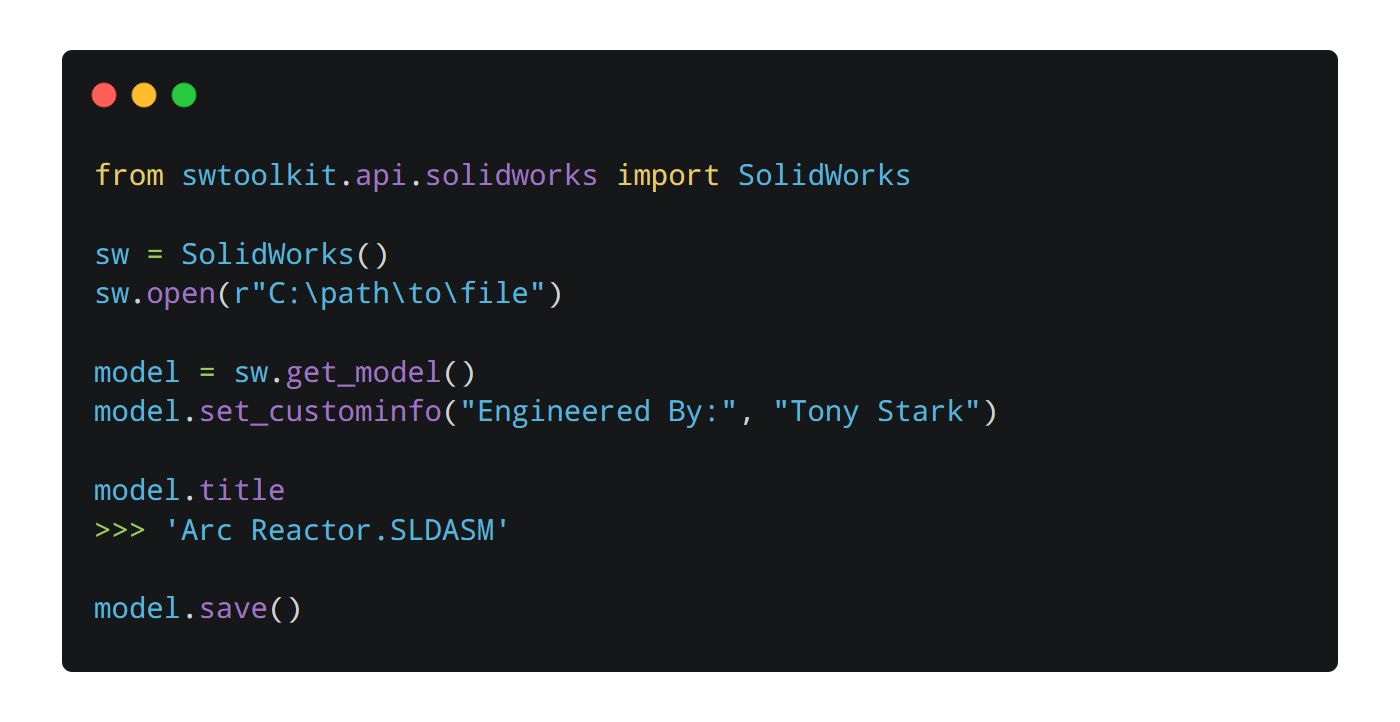 from swtoolkit.api.solidworks import SolidWorks
sw = SolidWorks()
sw.open(r"C:\path\to\file")
model = sw.get_model()
model.set_custominfo("Engineered By:", "Tony Stark")
model.title
>>> 'Arc Reactor.SLDASM'
model.save()